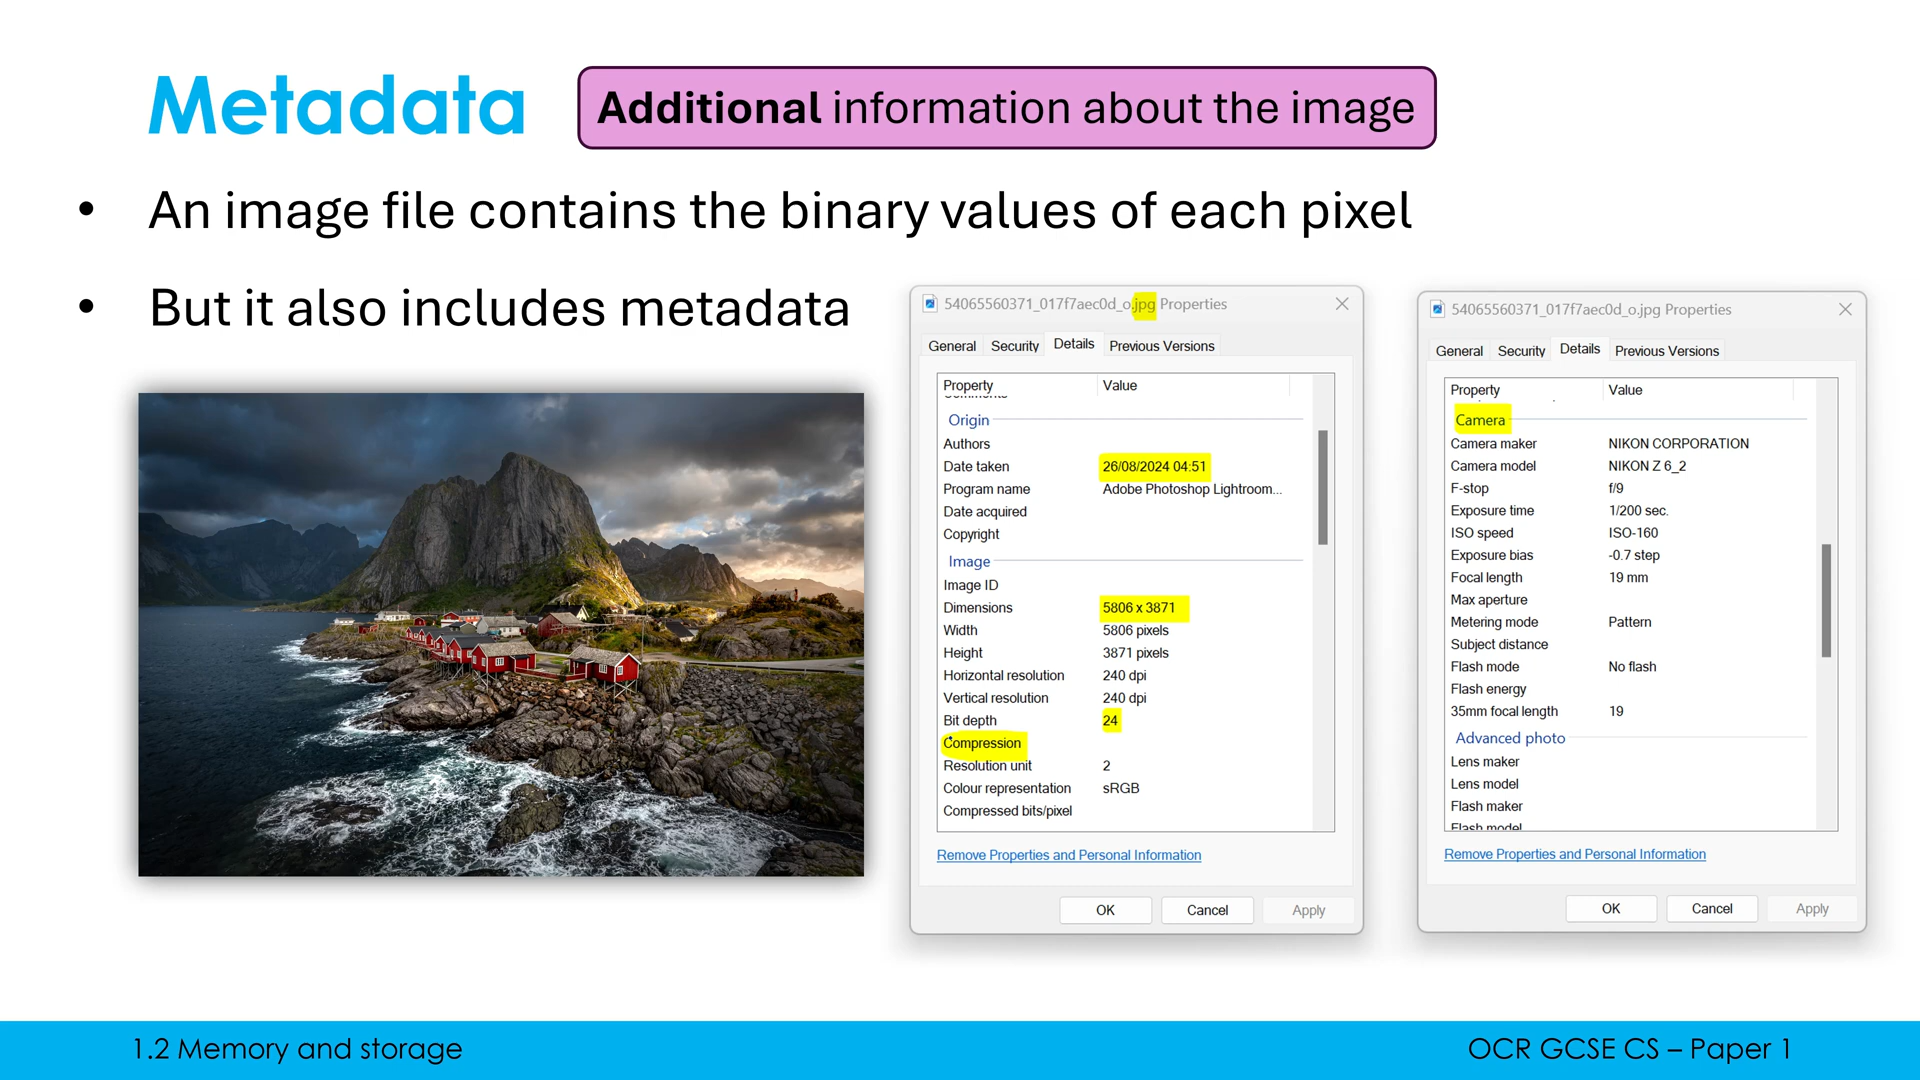 Metadata
Additional information about the image
• An image file contains the binary values of each pixel
• But it also includes metadata
54065560371_017f7aec0d_o.jpg Properties
General Security Details Previous Versions
Property Value
Comments
Origin
Authors
Date taken 26/08/2024 04:51
Program name Adobe Photoshop Lightroom...
Date acquired
Copyright
Image
Image ID
Dimensions 5806 x 3871
Width 5806 pixels
Height 3871 pixels
Horizontal resolution 240 dpi
Vertical resolution 240 dpi
Bit depth 24
Compression
Resolution unit 2
Colour representation sRGB
Compressed bits/pixel
Remove Properties and Personal Information
OK Cancel Apply
54065560371_017f7aec0d_o.jpg Properties
General Security Details Previous Versions
Property Value
Camera
Camera maker NIKON CORPORATION
Camera model NIKON Z 6_2
F-stop f/9
Exposure time 1/200 sec.
ISO speed ISO-160
Exposure bias -0.7 step
Focal length 19 mm
Max aperture
Metering mode Pattern
Subject distance
Flash mode No flash
Flash energy
35mm focal length 19
Advanced photo
Lens maker
Lens model
Flash maker
Flash model
Remove Properties and Personal Information
OK Cancel Apply
1.2 Memory and storage
OCR GCSE CS – Paper 1